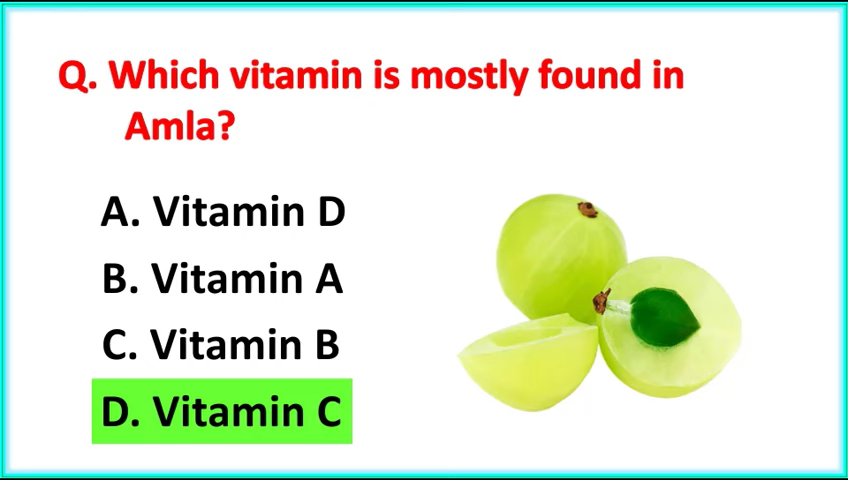 Q. Which vitamin is mostly found in
Amla?
A. Vitamin D
B. Vitamin A
C. Vitamin B
D. Vitamin C